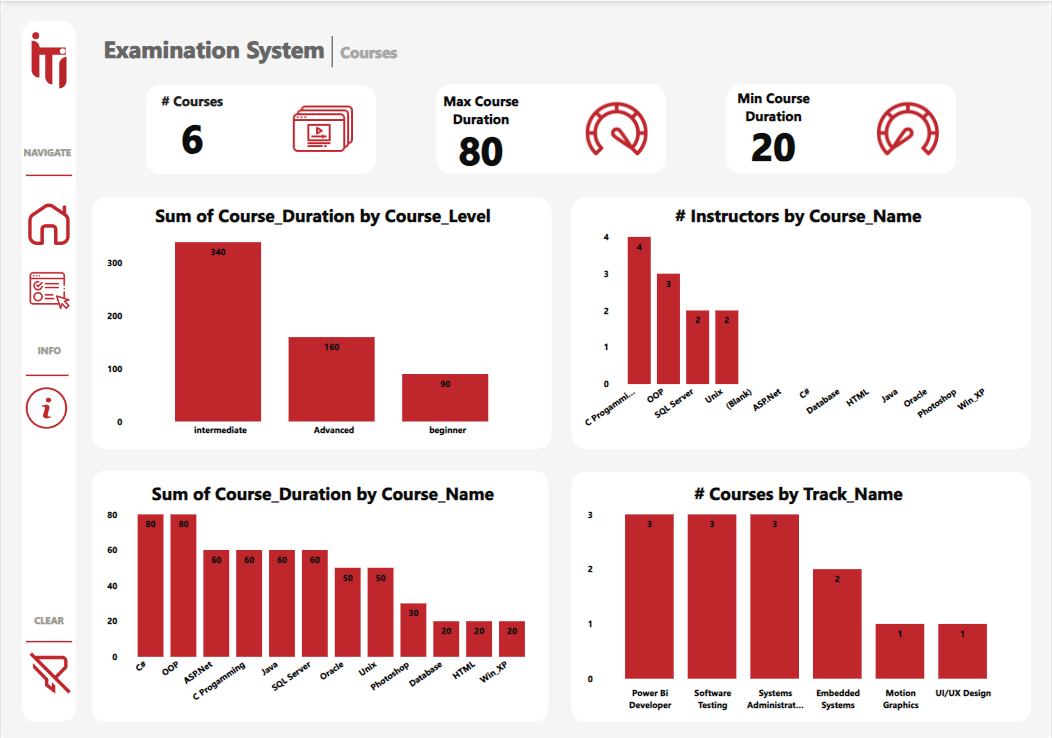 iTi
Examination System | Courses
# Courses
6
Max Course
Duration
80
Min Course
Duration
20
NAVIGATE
INFO
i
CLEAR
Sum of Course_Duration by Course_Level
300
200
100
0
340
160
90
intermediate
Advanced
beginner
# Instructors by Course_Name
4
3
2
1
0
4
3
2
2
C Progammi...
OOP
SQL Server
Unix
(Blank)
ASP.Net
C#
Database
HTML
Java
Oracle
Photoshop
Win_XP
Sum of Course_Duration by Course_Name
80
60
40
20
0
80
80
60
60
60
60
50
50
30
20
20
20
C#
OOP
ASP.Net
C Progamming
Java
SQL Server
Oracle
Unix
Photoshop
Database
HTML
Win_XP
# Courses by Track_Name
3
2
1
0
3
3
3
2
1
1
Power Bi
Developer
Software
Testing
Systems
Administrat...
Embedded
Systems
Motion
Graphics
UI/UX Design